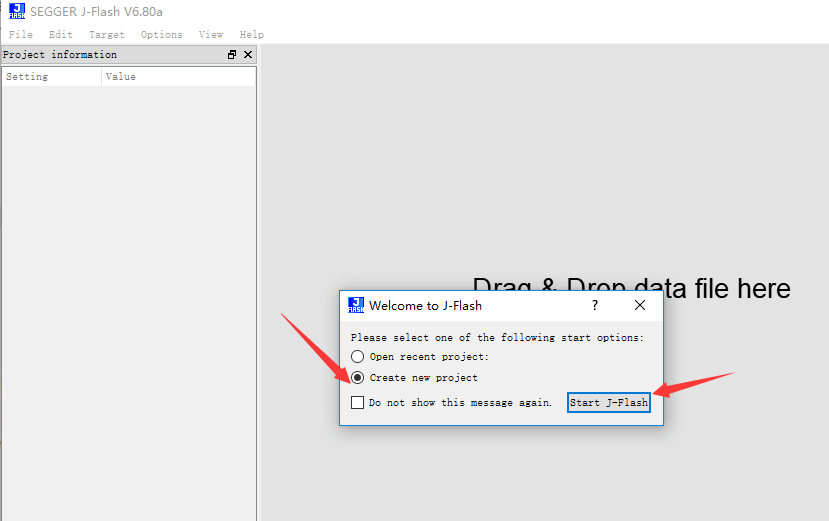 SEGGER J-Flash V6.80a
File Edit Target Options View Help
Project information
Setting Value
Drag & Drop data file here
Welcome to J-Flash
Please select one of the following start options:
Open recent project:
Create new project
Do not show this message again. Start J-Flash